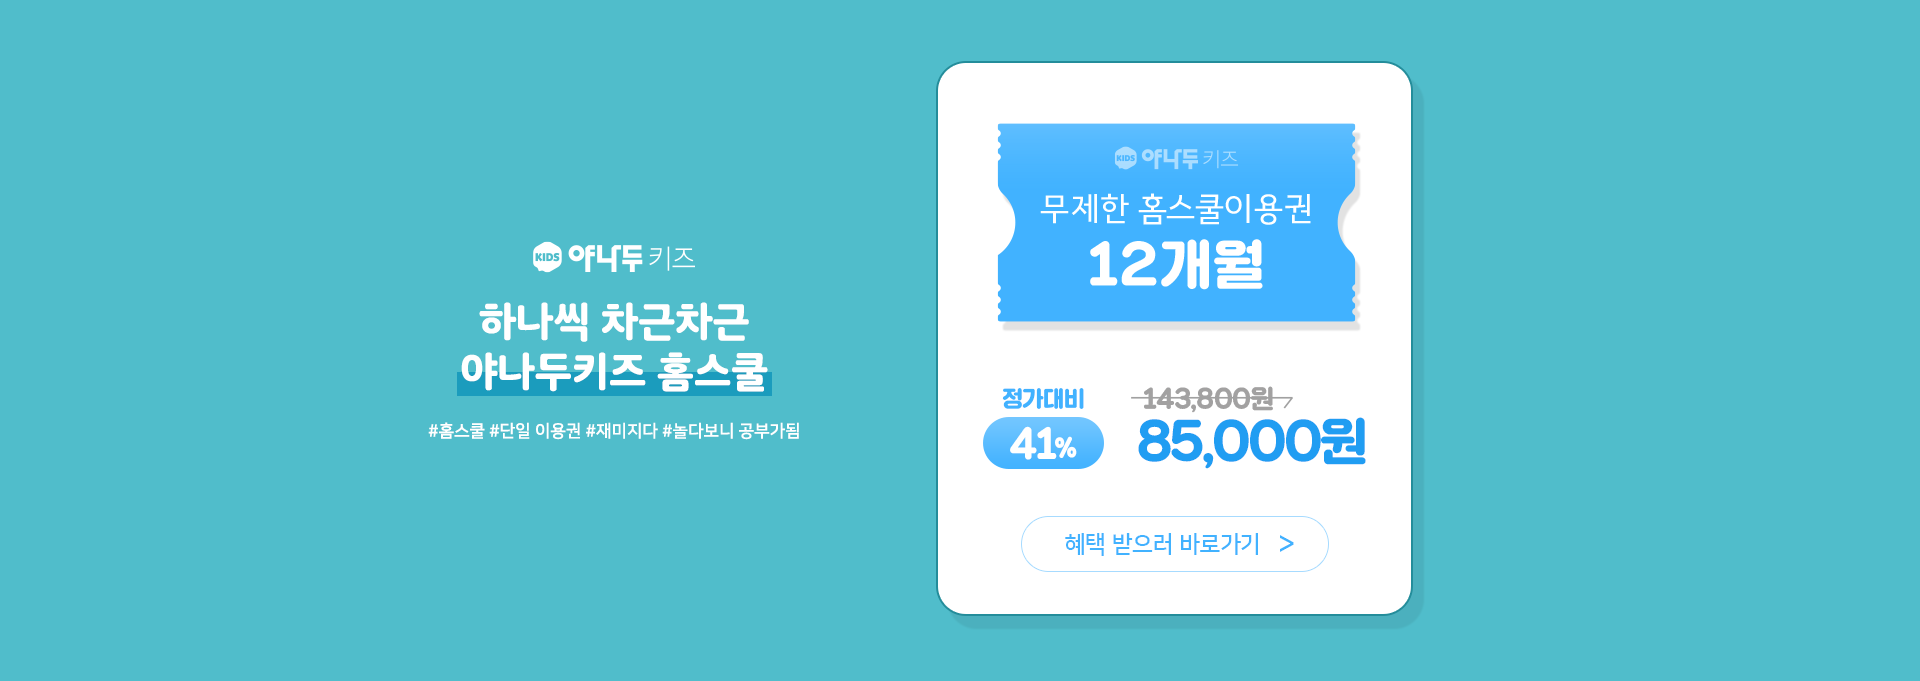 KIDS 야나두 키즈
하나씩 차근차근
야나두키즈 홈스쿨
#홈스쿨 #단일 이용권 #재미지다 #놀다보니 공부가됨
KIDS 야나두 키즈
무제한 홈스쿨이용권
12개월
정가대비
41%
143,800원
85,000원
혜택 받으러 바로가기 >